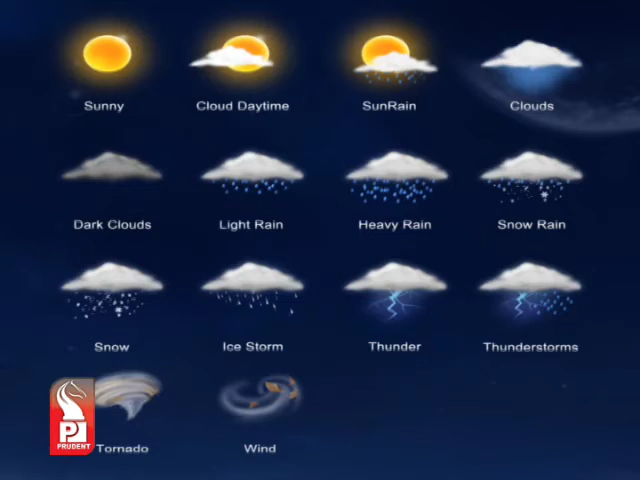 Sunny
Cloud Daytime
SunRain
Clouds
Dark Clouds
Light Rain
Heavy Rain
Snow Rain
Snow
Ice Storm
Thunder
Thunderstorms
PRUDENT
Tornado
Wind